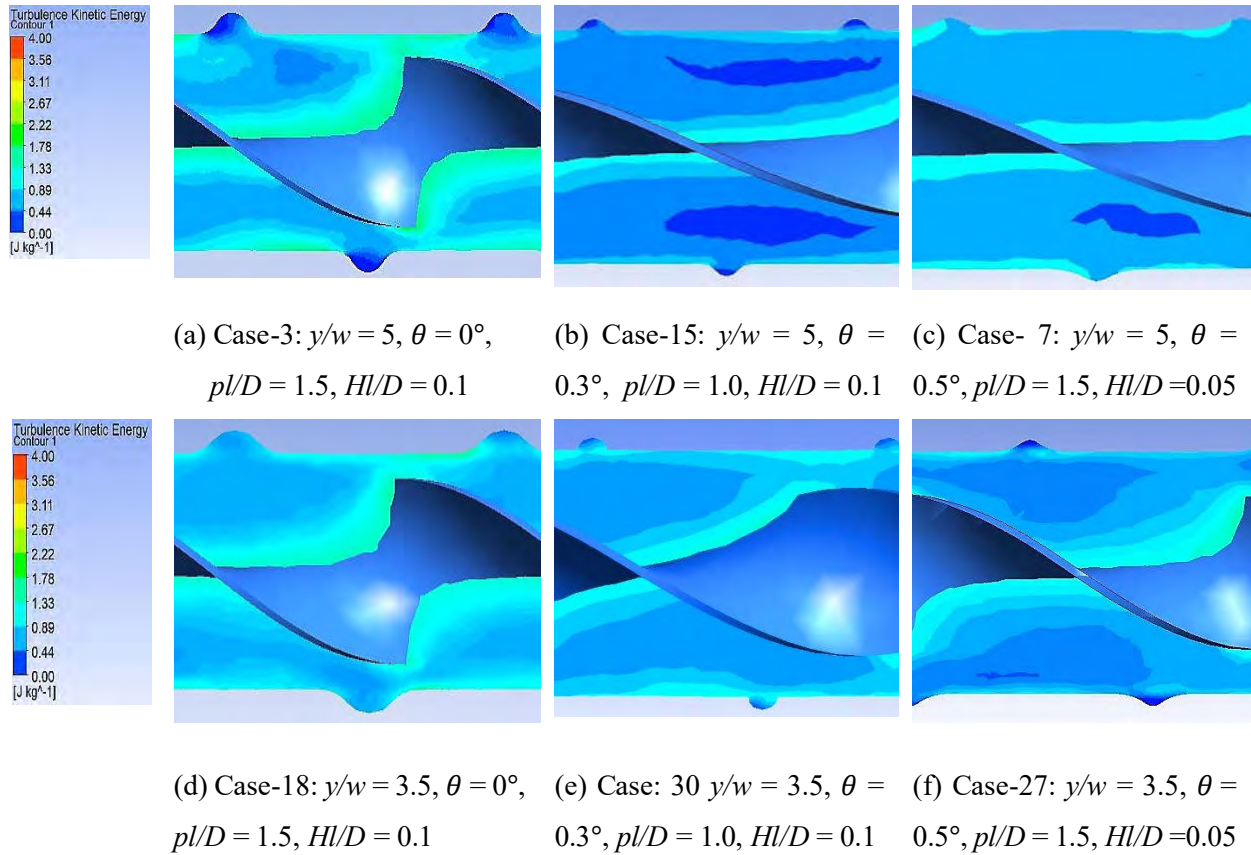 Turbulence Kinetic Energy
Contour 1
4.00
3.56
3.11
2.67
2.22
1.78
1.33
0.89
0.44
0.00
[J kg^-1]
(a) Case-3: y/w = 5, θ = 0°,
pl/D = 1.5, Hl/D = 0.1
(b) Case-15: y/w = 5, θ =
0.3°, pl/D = 1.0, Hl/D = 0.1
(c) Case- 7: y/w = 5, θ =
0.5°, pl/D = 1.5, Hl/D =0.05
Turbulence Kinetic Energy
Contour 1
4.00
3.56
3.11
2.67
2.22
1.78
1.33
0.89
0.44
0.00
[J kg^-1]
(d) Case-18: y/w = 3.5, θ = 0°,
pl/D = 1.5, Hl/D = 0.1
(e) Case: 30 y/w = 3.5, θ =
0.3°, pl/D = 1.0, Hl/D = 0.1
(f) Case-27: y/w = 3.5, θ =
0.5°, pl/D = 1.5, Hl/D =0.05